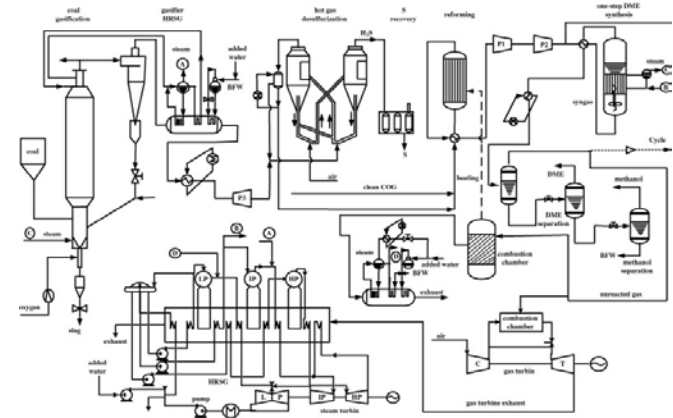 coal
gasification
gasifier
HRSG
hot gas
desulfurization
S
recovery
reforming
one-step DME
synthesis
steam
A
added
water
BFW
H₂S
P1
P2
steam
C
B
syngas
coal
P3
air
S
clean COG
heating
Cycle
DME
methanol
DME
separation
BFW
methanol
separation
C
steam
oxygen
slag
B
A
D
LP
IP
HP
steam
D
added water
BFW
exhaust
combustion
chamber
unreacted gas
combustion
chamber
air
C
T
gas turbin
exhaust
added
water
HRSG
pump
L P
IP
HP
steam turbin
gas turbine exhaust